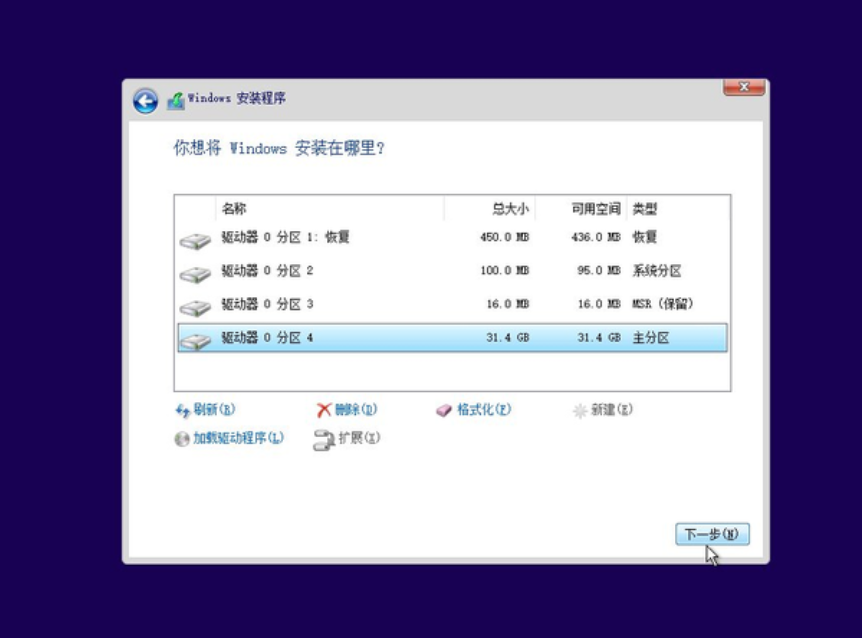 Windows 安装程序
你想将 Windows 安装在哪里?
名称 总大小 可用空间 类型
驱动器 0 分区 1: 恢复 450.0 MB 436.0 MB 恢复
驱动器 0 分区 2 100.0 MB 95.0 MB 系统分区
驱动器 0 分区 3 16.0 MB 16.0 MB MSR (保留)
驱动器 0 分区 4 31.4 GB 31.4 GB 主分区
刷新(R) 删除(D) 格式化(F) 新建(E)
加载驱动程序(L) 扩展(X)
下一步(N)